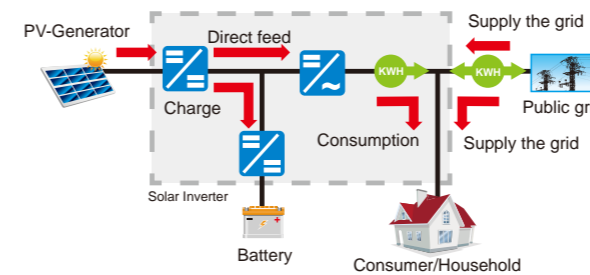 Supply the grid
PV-Generator
Direct feed
KWH
KWH
Charge
Public gr
Consumption
Supply the grid
Solar Inverter
Battery
Consumer/Household